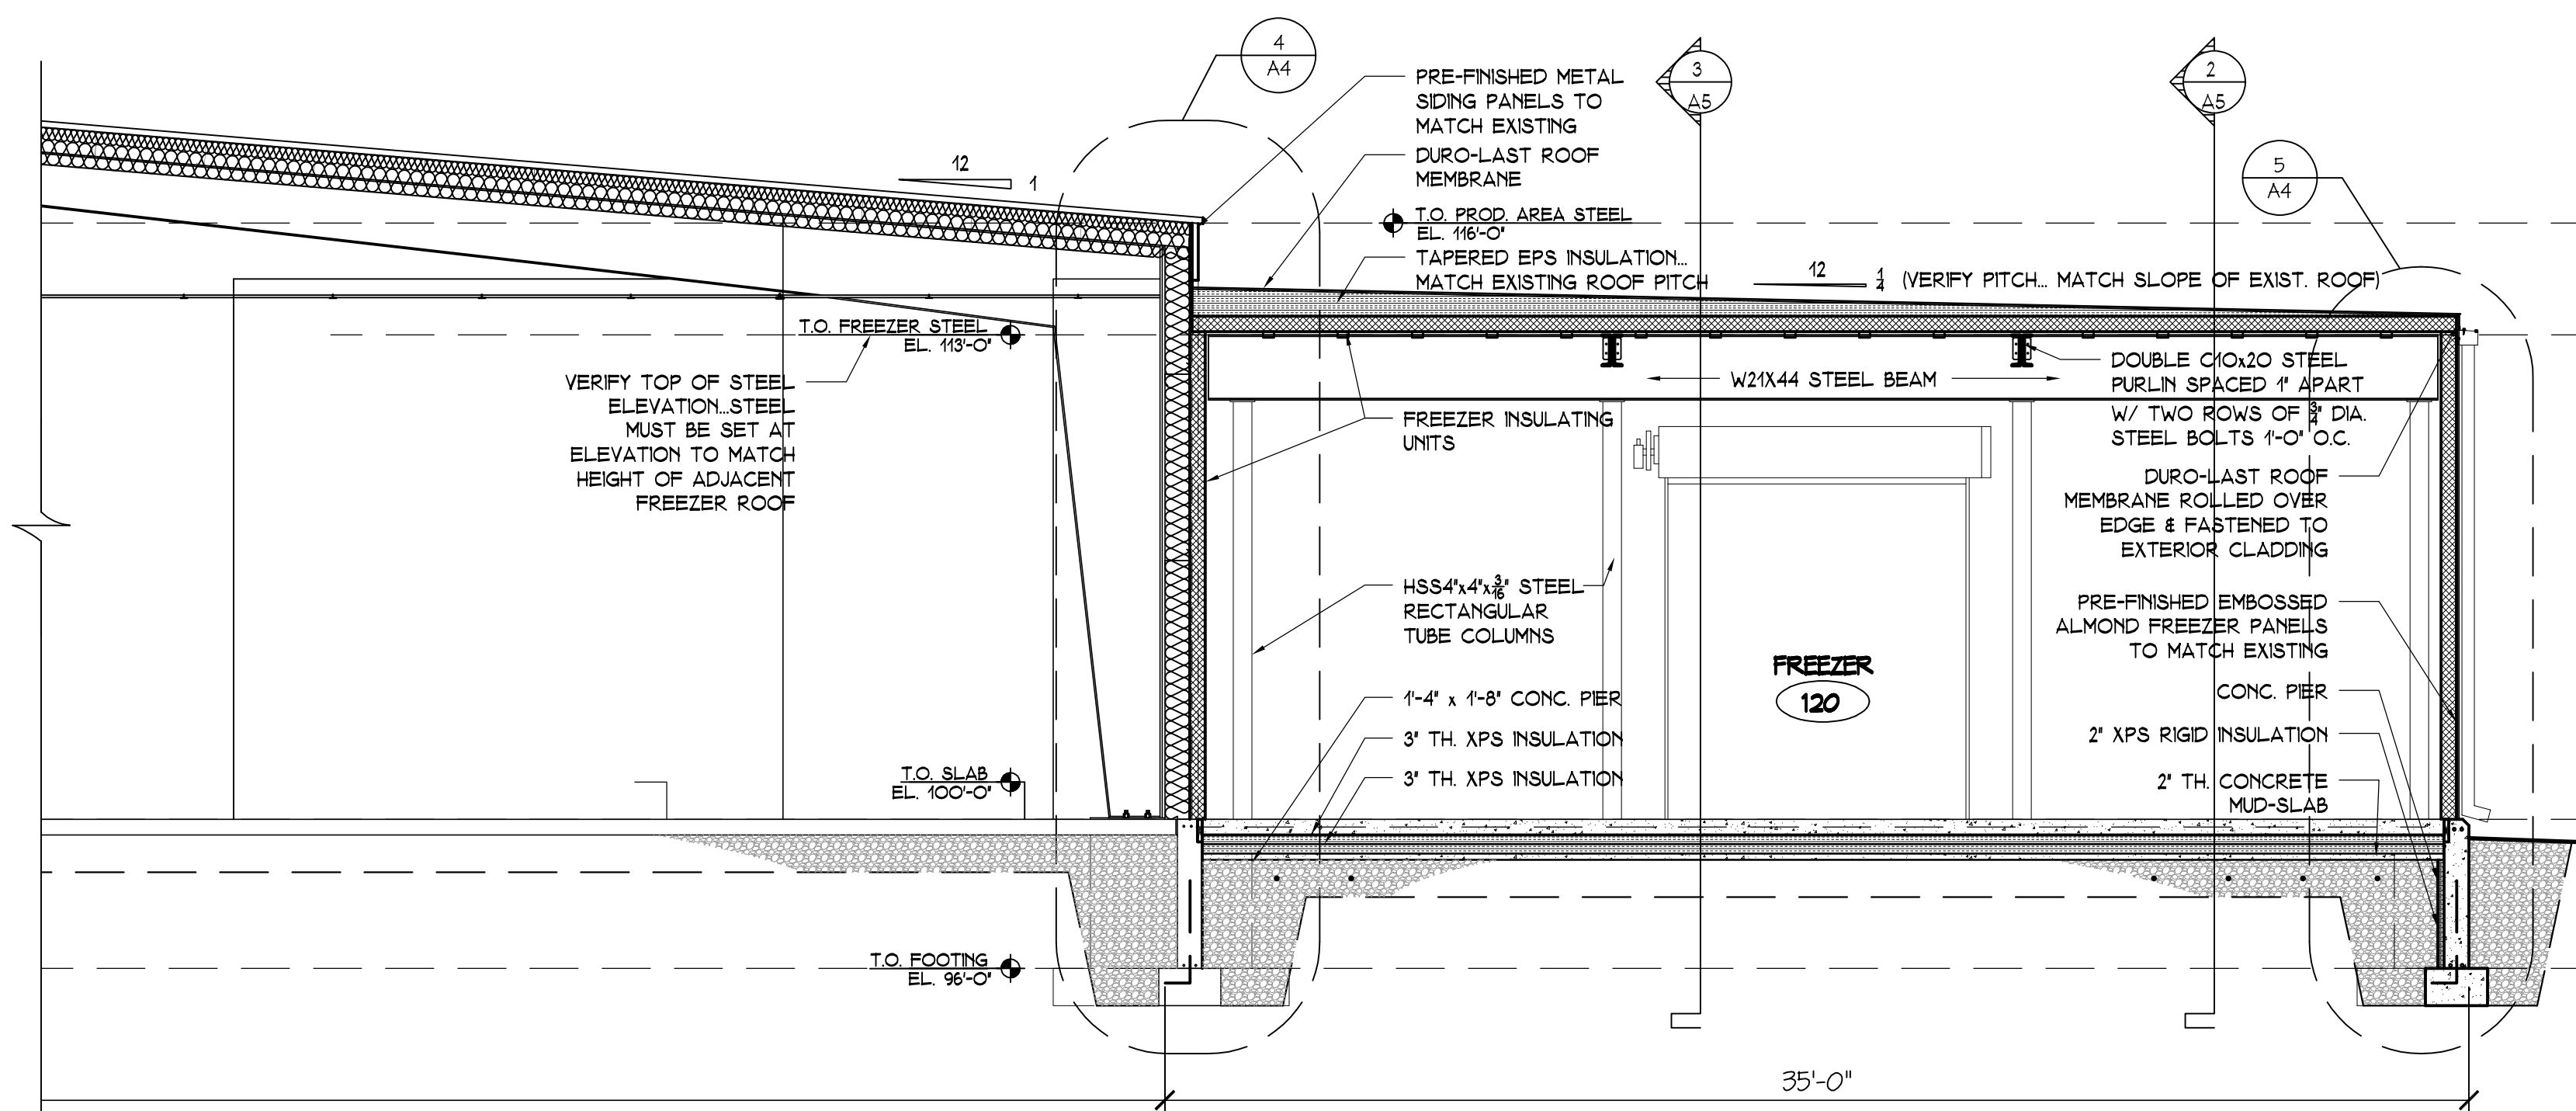 4
A4
3
A5
2
A5
5
A4
PRE-FINISHED METAL
SIDING PANELS TO
MATCH EXISTING
DURO-LAST ROOF
MEMBRANE
T.O. PROD. AREA STEEL
EL. 116'-0"
TAPERED EPS INSULATION...
MATCH EXISTING ROOF PITCH
12
1
12
1/4
(VERIFY PITCH... MATCH SLOPE OF EXIST. ROOF)
T.O. FREEZER STEEL
EL. 113'-0"
VERIFY TOP OF STEEL
ELEVATION...STEEL
MUST BE SET AT
ELEVATION TO MATCH
HEIGHT OF ADJACENT
FREEZER ROOF
W21X44 STEEL BEAM
DOUBLE C10x20 STEEL
PURLIN SPACED 1" APART
W/ TWO ROWS OF 3/4" DIA.
STEEL BOLTS 1'-0" O.C.
FREEZER INSULATING
UNITS
DURO-LAST ROOF
MEMBRANE ROLLED OVER
EDGE & FASTENED TO
EXTERIOR CLADDING
HSS4"x4"x3/16" STEEL
RECTANGULAR
TUBE COLUMNS
PRE-FINISHED EMBOSSED
ALMOND FREEZER PANELS
TO MATCH EXISTING
FREEZER
120
1'-4" x 1'-8" CONC. PIER
3" TH. XPS INSULATION
3" TH. XPS INSULATION
CONC. PIER
2" XPS RIGID INSULATION
2" TH. CONCRETE
MUD-SLAB
T.O. SLAB
EL. 100'-0"
T.O. FOOTING
EL. 96'-0"
35'-0"